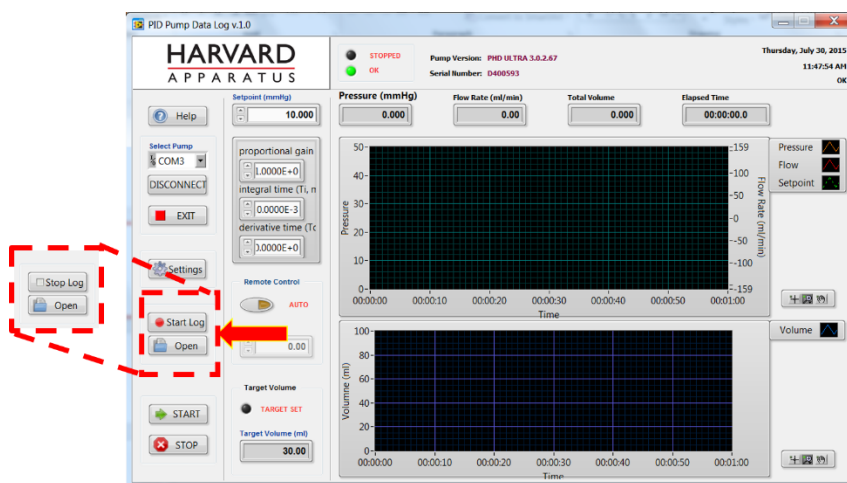 PID Pump Data Log v.1.0
HARVARD
APPARATUS
STOPPED
OK
Pump Version: PHD ULTRA 3.0.2.67
Serial Number: D400593
Thursday, July 30, 2015
11:47:54 AM
OK
Help
Select Pump
COM3
DISCONNECT
EXIT
Settings
Stop Log
Open
Start Log
Open
START
STOP
Setpoint (mmHg)
10.000
proportional gain
1.0000E+0
integral time (Ti, m
0.0000E-3
derivative time (Td
0.0000E+0
Remote Control
AUTO
0.00
Target Volume
TARGET SET
Target Volume (ml)
30.00
Pressure (mmHg)
0.000
Flow Rate (ml/min)
0.00
Total Volume
0.000
Elapsed Time
00:00:00.0
Pressure
50
40
30
20
10
0
159
100
50
0
-50
-100
-159
Flow Rate (ml/min)
00:00:00 00:00:10 00:00:20 00:00:30 00:00:40 00:00:50 00:01:00
Time
Pressure
Flow
Setpoint
Volumne (ml)
100
80
60
40
20
0
00:00:00 00:00:10 00:00:20 00:00:30 00:00:40 00:00:50 00:01:00
Time
Volume